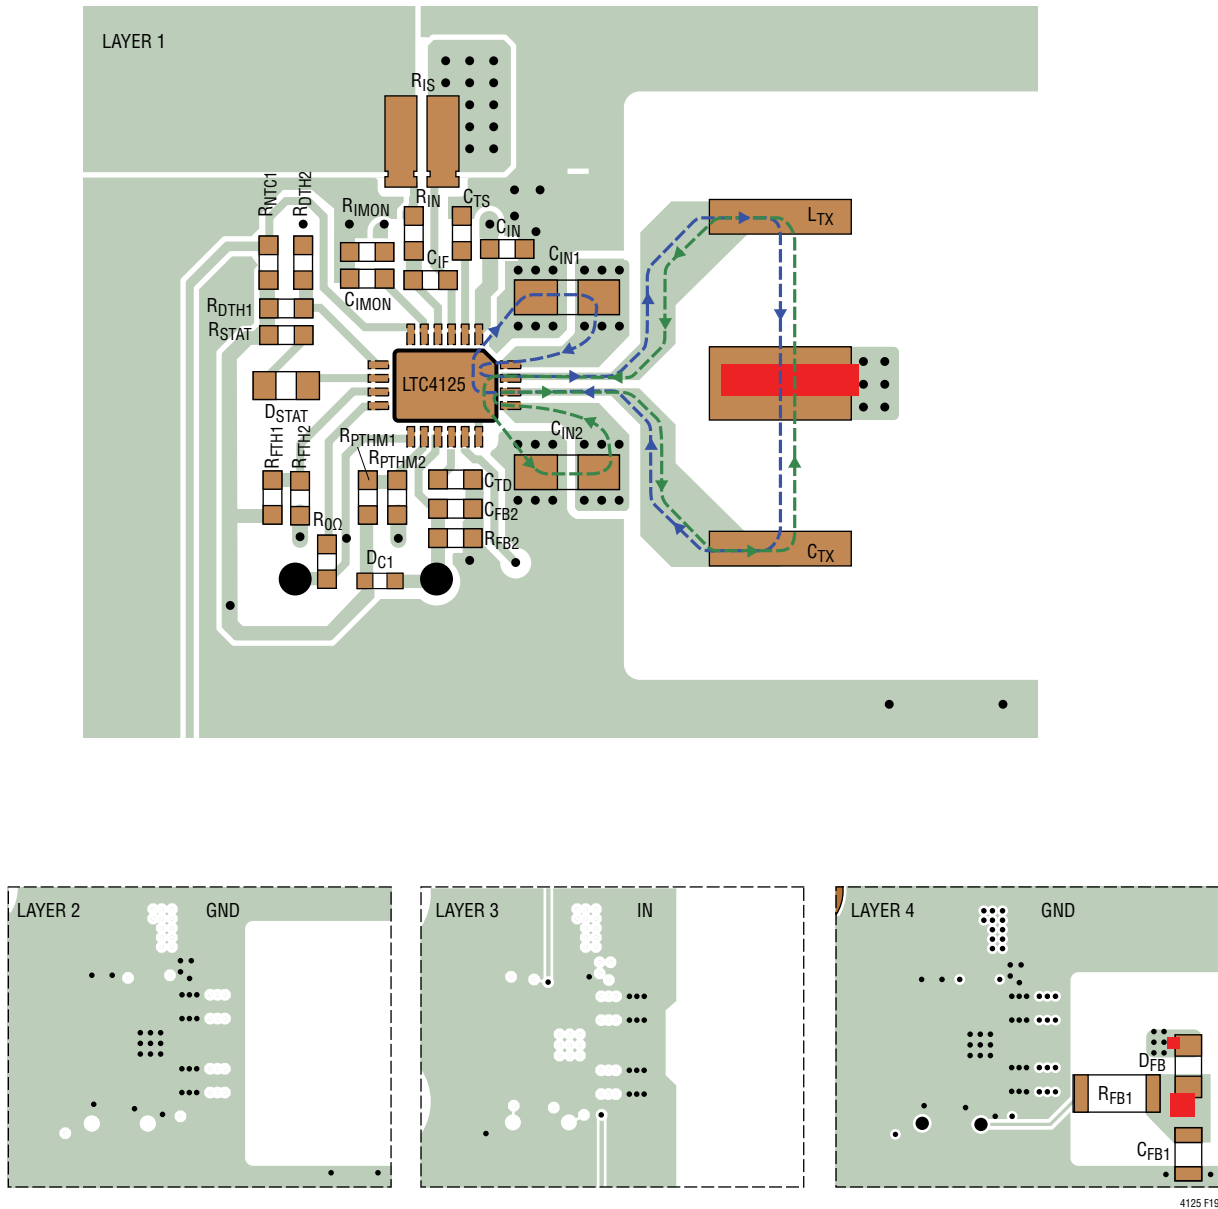 LAYER 1
RIS
RNTC1
RDTH2
RIMON
RIN
CTS
CIN
LTX
CIF
CIN1
CIMON
RDTH1
RSTAT
LTC4125
DSTAT
RFTH1
RFTH2
RPTHM1
RPTHM2
CIN2
CTD
CFB2
R0Ω
RFB2
DC1
CTX
LAYER 2
GND
LAYER 3
IN
LAYER 4
GND
DFB
RFB1
CFB1
4125 F19